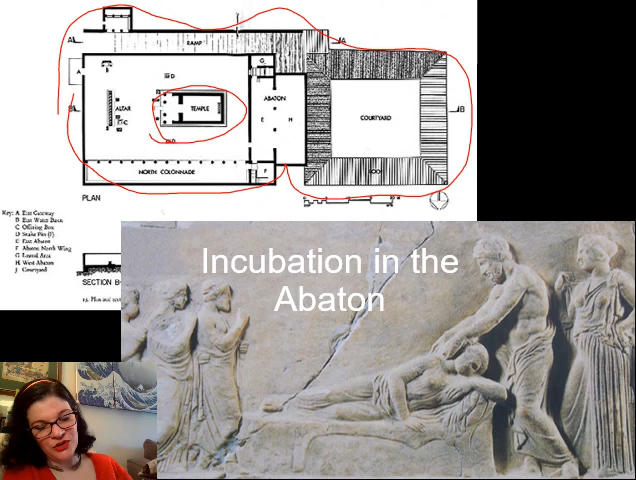 A
RAMP
G
A
D
ABATON
ALTAR
TEMPLE
COURTYARD
B
C
E
H
NORTH COLONNADE
F
PLAN
Key: A East Gateway
B East Water Basin
C Offering Box
D Snake Pits (?)
E East Abaton
F Abaton North Wing
G Lustral Area
H West Abaton
J Courtyard
SECTION B
Incubation in the
Abaton